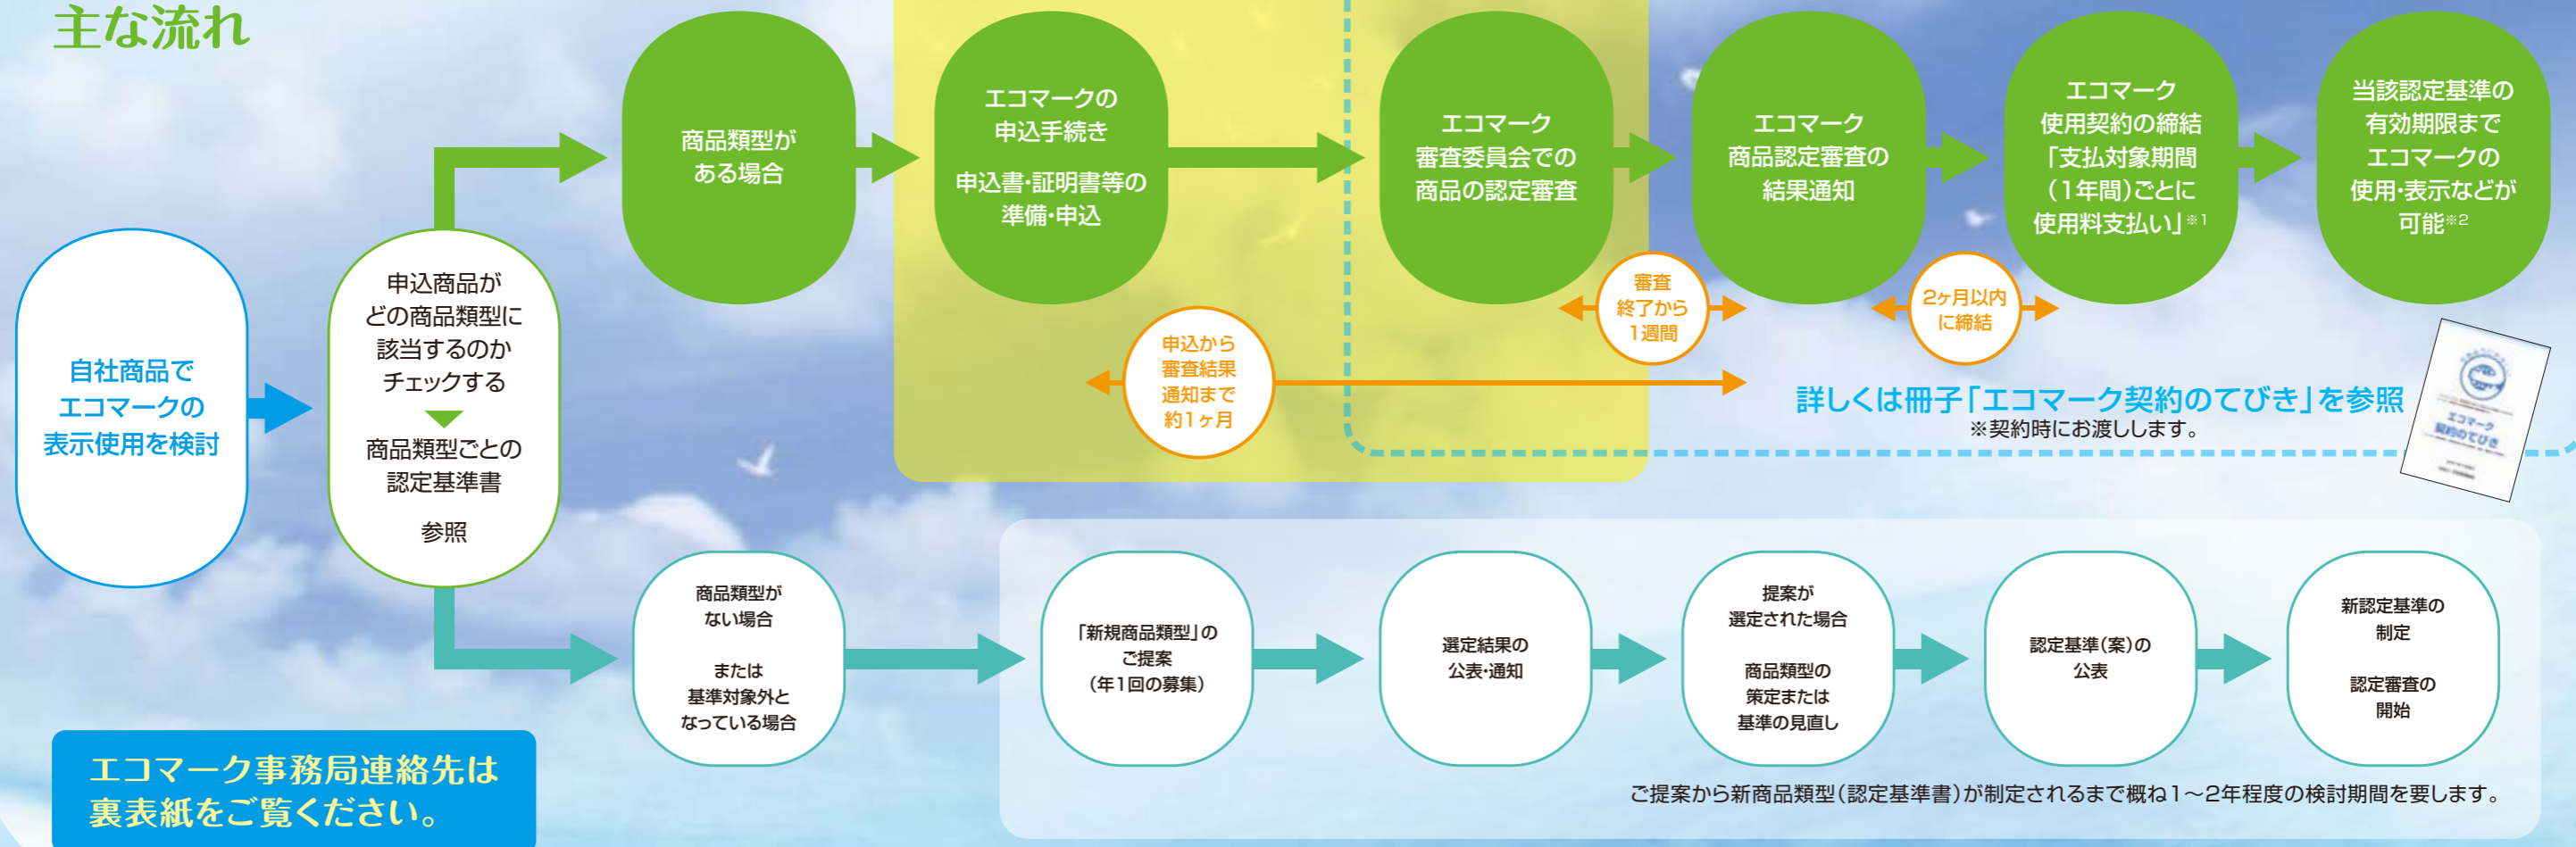 主な流れ
自社商品で
エコマークの
表示使用を検討
申込商品が
どの商品類型に
該当するのか
チェックする
商品類型ごとの
認定基準書
参照
商品類型が
ある場合
エコマークの
申込手続き
申込書・証明書等の
準備・申込
エコマーク
審査委員会での
商品の認定審査
エコマーク
商品認定審査の
結果通知
エコマーク
使用契約の締結
「支払対象期間
(1年間)ごとに
使用料支払い」※1
当該認定基準の
有効期限まで
エコマークの
使用・表示などが
可能※2
申込から
審査結果
通知まで
約1ヶ月
審査
終了から
1週間
2ヶ月以内
に締結
詳しくは冊子「エコマーク契約のてびき」を参照
※契約時にお渡しします。
エコマーク
契約のてびき
商品類型が
ない場合
または
基準対象外と
なっている場合
「新規商品類型」の
ご提案
(年1回の募集)
選定結果の
公表・通知
提案が
選定された場合
商品類型の
策定または
基準の見直し
認定基準(案)の
公表
新認定基準の
制定
認定審査の
開始
ご提案から新商品類型(認定基準書)が制定されるまで概ね1〜2年程度の検討期間を要します。
エコマーク事務局連絡先は
裏表紙をご覧ください。